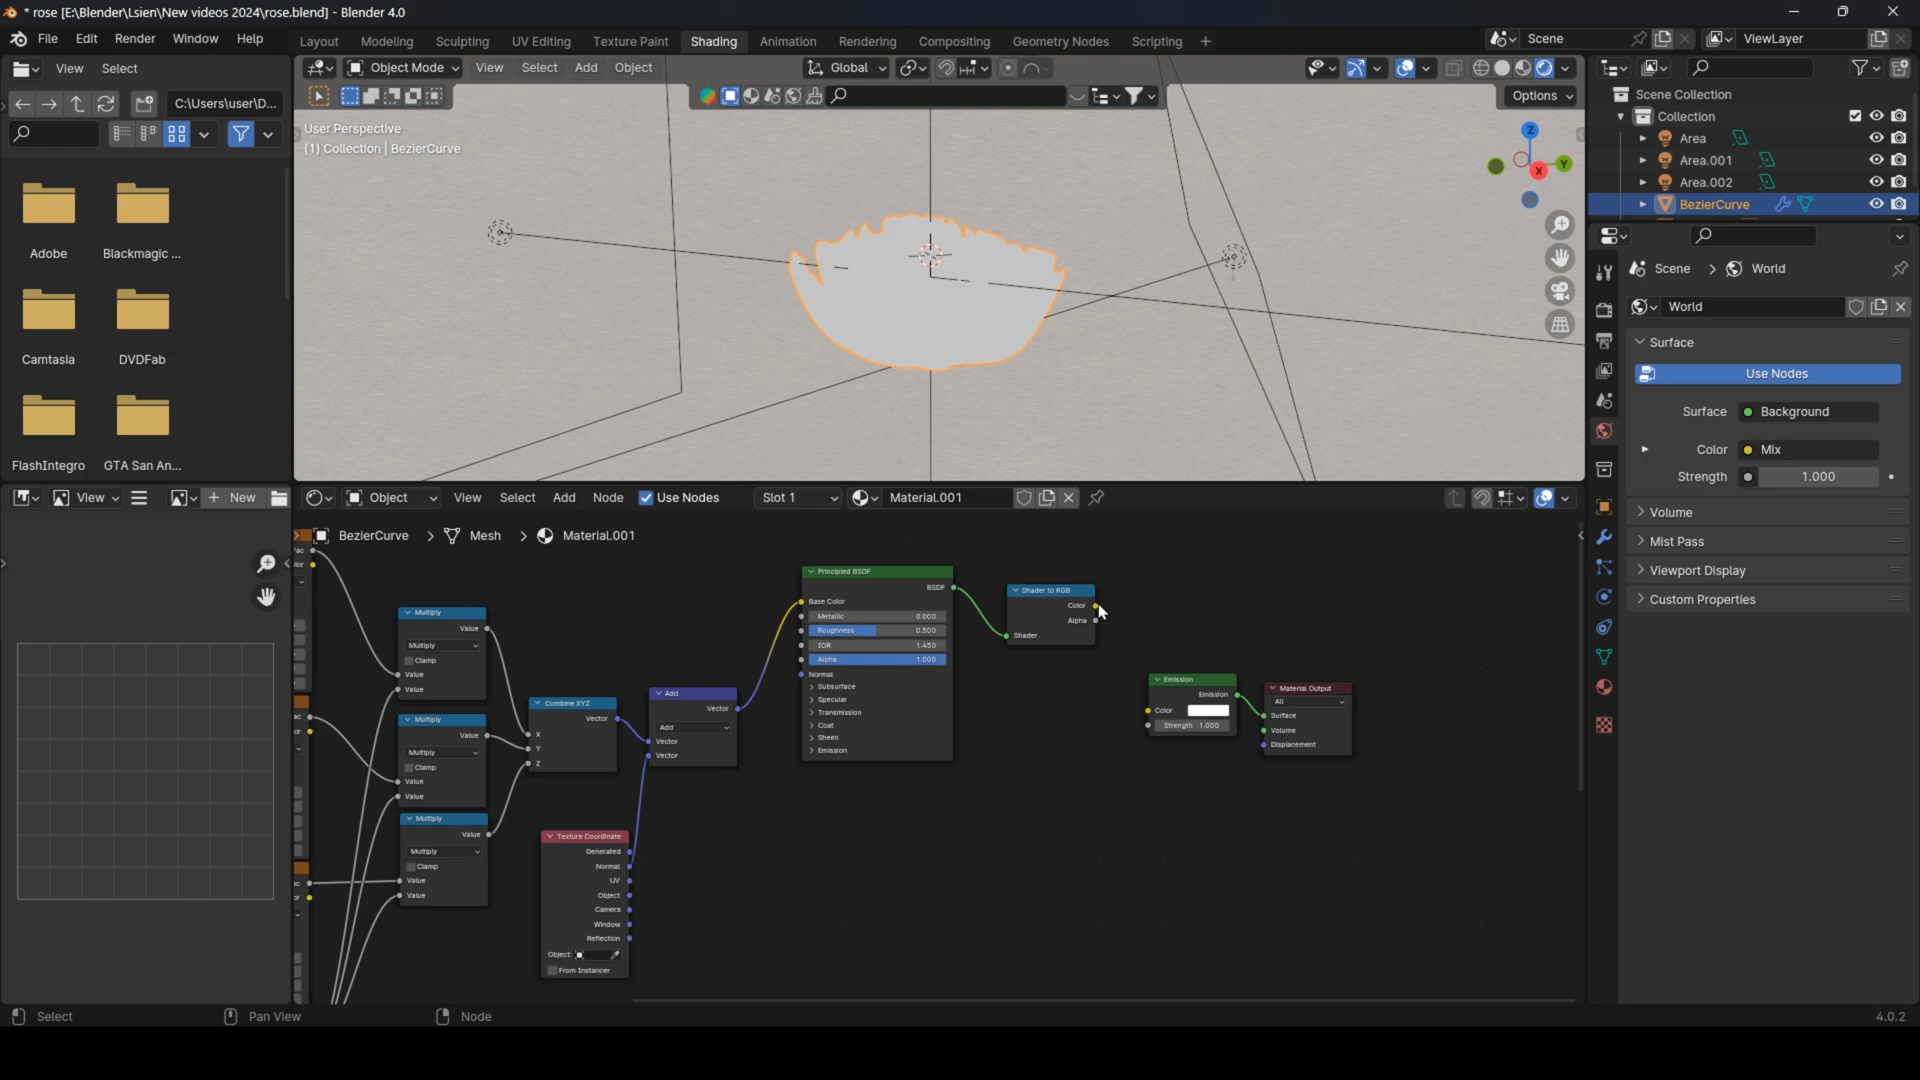 * rose [E:\Blender\Lsien\New videos 2024\rose.blend] - Blender 4.0
File Edit Render Window Help
Layout Modeling Sculpting UV Editing Texture Paint Shading Animation Rendering Compositing Geometry Nodes Scripting +
Scene
ViewLayer
View Select
C:\Users\user\D...
Adobe
Blackmagic ...
Camtasia
DVDFab
FlashIntegro
GTA San An...
Object Mode View Select Add Object
Global
Options
User Perspective
(1) Collection | BezierCurve
Z
Y
X
Scene Collection
Collection
Area
Area.001
Area.002
BezierCurve
Scene > World
World
Surface
Use Nodes
Surface Background
Color Mix
Strength 1.000
Volume
Mist Pass
Viewport Display
Custom Properties
View
New
Object View Select Add Node Use Nodes Slot 1 Material.001
BezierCurve > Mesh > Material.001
Multiply
Value
Multiply
Clamp
Value
Value
Multiply
Value
Multiply
Clamp
Value
Value
Multiply
Value
Multiply
Clamp
Value
Value
Combine XYZ
Vector
X
Y
Z
Add
Vector
Add
Vector
Vector
Texture Coordinate
Generated
Normal
UV
Object
Camera
Window
Reflection
Object:
From Instancer
Principled BSDF
BSDF
Base Color
Metallic 0.000
Roughness 0.500
IOR 1.450
Alpha 1.000
Normal
Subsurface
Specular
Transmission
Coat
Sheen
Emission
Shader to RGB
Color
Alpha
Shader
Emission
Emission
Color
Strength 1.000
Material Output
All
Surface
Volume
Displacement
Select
Pan View
Node
4.0.2